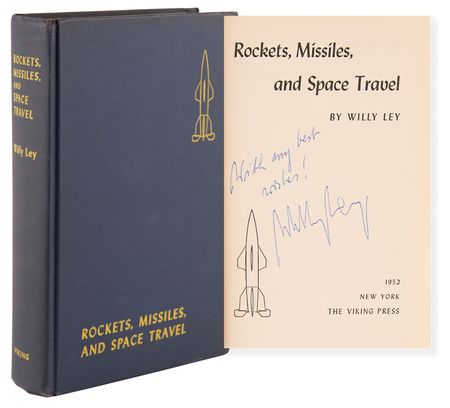 ROCKETS,
MISSILES,
AND
SPACE
TRAVEL
Willy Ley
VIKING
ROCKETS, MISSILES,
AND SPACE TRAVEL
Rockets, Missiles,
and Space Travel
BY WILLY LEY
With my best
wishes!
Willy Ley
1952
NEW YORK
THE VIKING PRESS